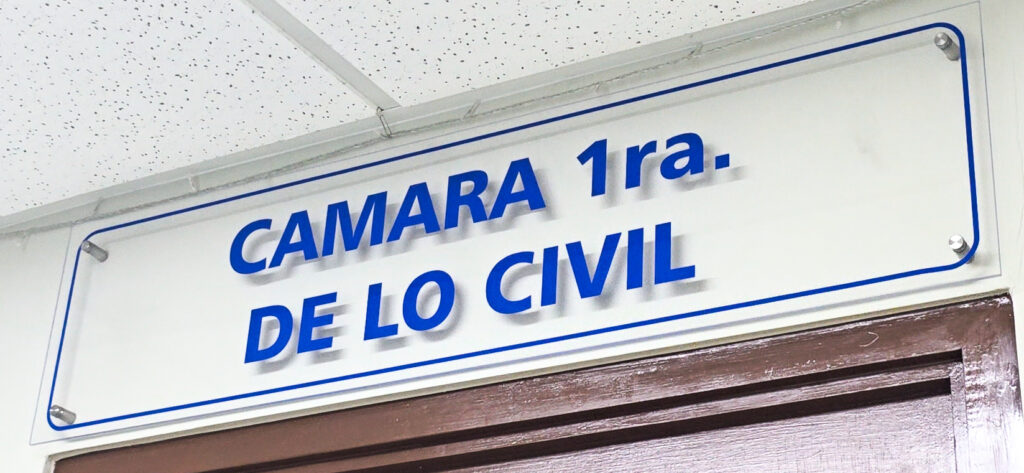 CAMARA 1ra.
DE LO CIVIL